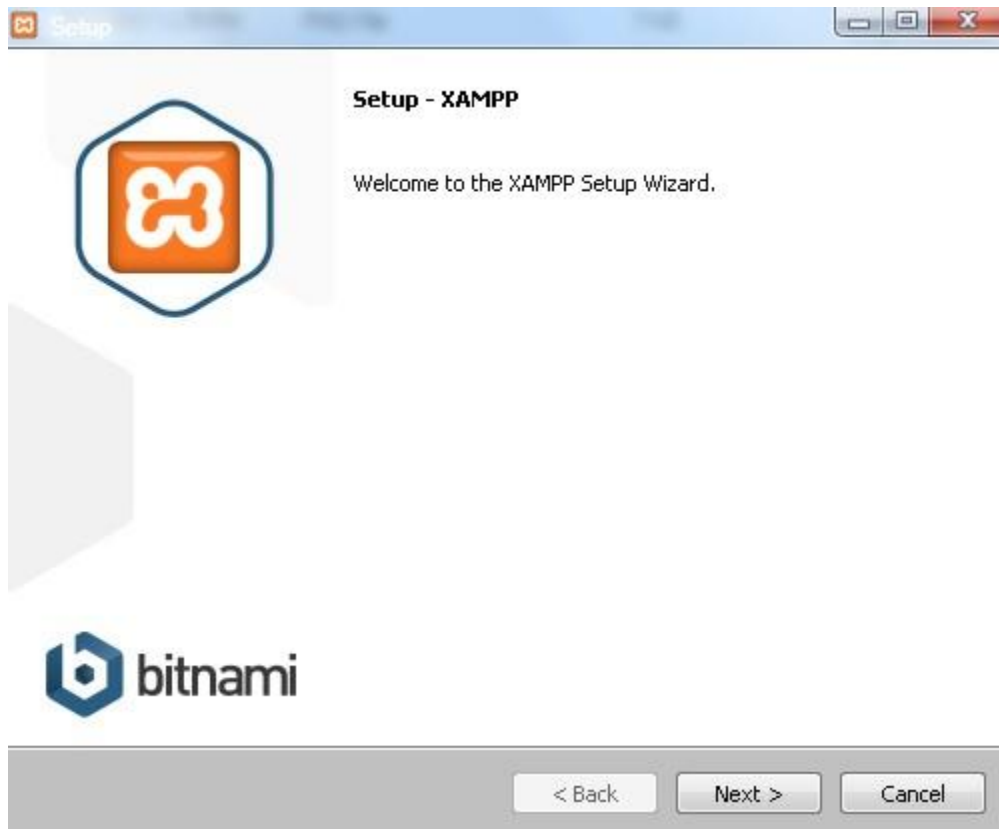 Setup
Setup - XAMPP
Welcome to the XAMPP Setup Wizard.
bitnami
< Back
Next >
Cancel